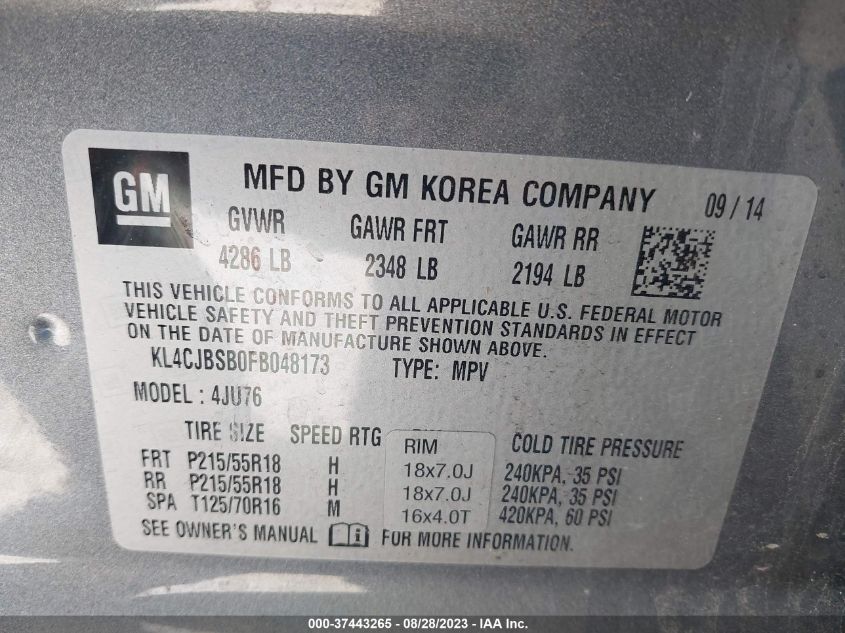 GM
MFD BY GM KOREA COMPANY 09 / 14
GVWR GAWR FRT GAWR RR
4286 LB 2348 LB 2194 LB
THIS VEHICLE CONFORMS TO ALL APPLICABLE U.S. FEDERAL MOTOR
VEHICLE SAFETY AND THEFT PREVENTION STANDARDS IN EFFECT
ON THE DATE OF MANUFACTURE SHOWN ABOVE.
KL4CJBSB0FB048173 TYPE: MPV
MODEL : 4JU76
TIRE SIZE SPEED RTG RIM COLD TIRE PRESSURE
FRT P215/55R18 H 18x7.0J 240KPA, 35 PSI
RR P215/55R18 H 18x7.0J 240KPA, 35 PSI
SPA T125/70R16 M 16x4.0T 420KPA, 60 PSI
SEE OWNER'S MANUAL i FOR MORE INFORMATION.
000-37443265 - 08/28/2023 - IAA Inc.